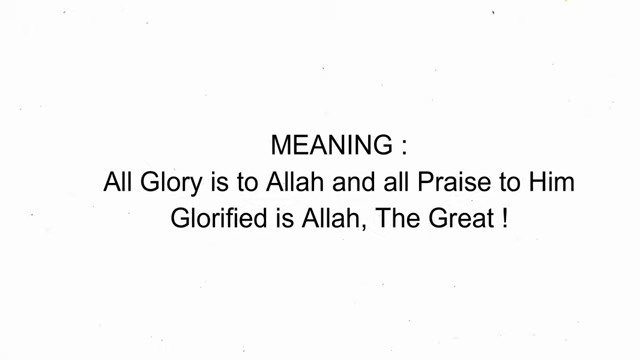 MEANING :
All Glory is to Allah and all Praise to Him
Glorified is Allah, The Great !